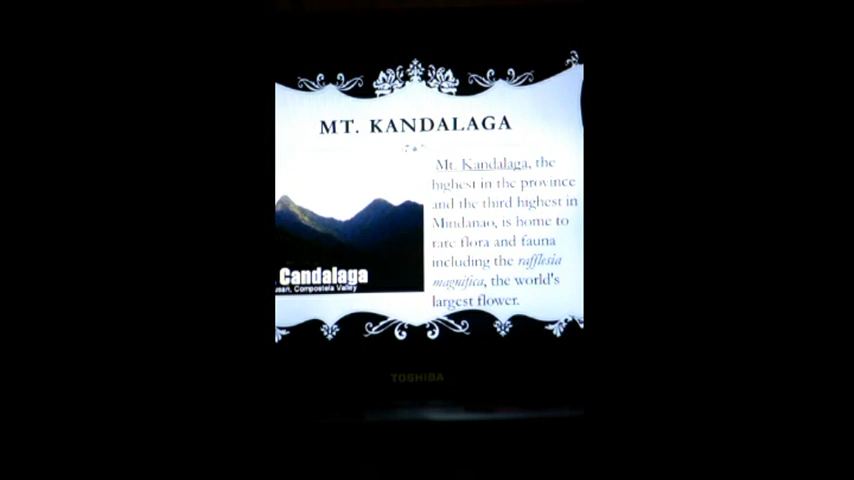 MT. KANDALAGA
Mt. Kandalaga, the
highest in the province
and the third highest in
Mindanao, is home to
rare flora and fauna
including the rafflesia
magnifica, the world's
largest flower.
Candalaga
Compostela Valley
TOSHIBA